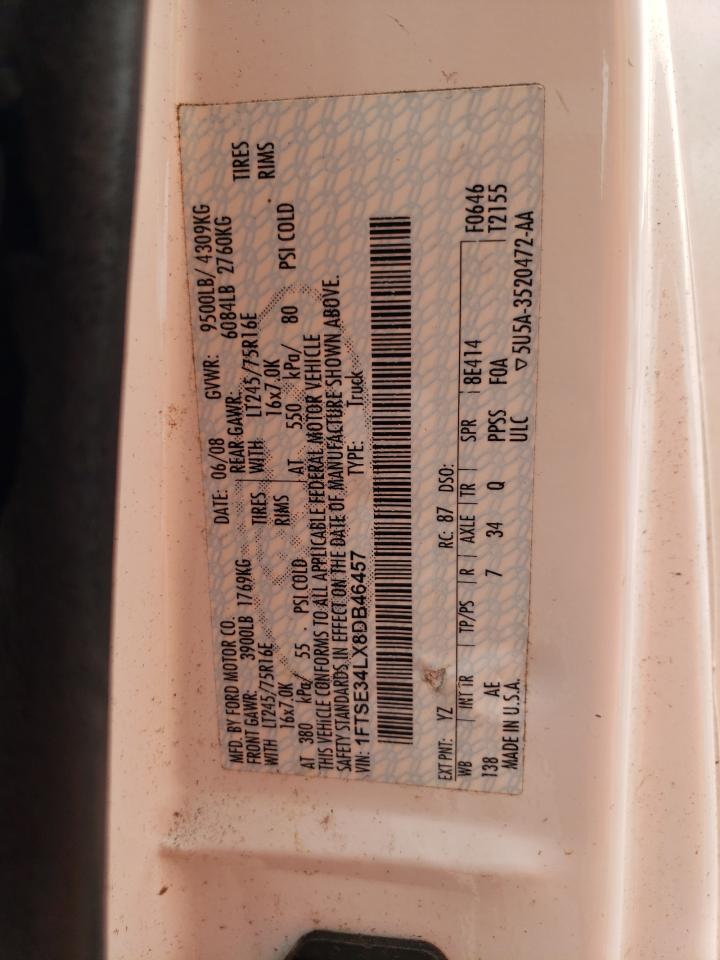 MFD. BY FORD MOTOR CO.
DATE: 06/08 GVWR: 9500LB/ 4309KG
FRONT GAWR: 3900LB 1769KG REAR GAWR: 6084LB 2760KG
WITH LT245/75R16E TIRES WITH LT245/75R16E TIRES
16x7.0K RIMS 16x7.0K RIMS
AT 380 kPa/ 55 PSI COLD AT 550 kPa/ 80 PSI COLD
THIS VEHICLE CONFORMS TO ALL APPLICABLE FEDERAL MOTOR VEHICLE
SAFETY STANDARDS IN EFFECT ON THE DATE OF MANUFACTURE SHOWN ABOVE.
VIN: 1FTSE34LX8DB46457 TYPE: Truck
EXT PNT: YZ RC: 87 DSO: F0646
WB INT TR TP/PS R AXLE TR SPR 8E414 T2155
138 AE 7 34 Q PPSS FOA
MADE IN U.S.A. ULC ▽5U5A-3520472-AA